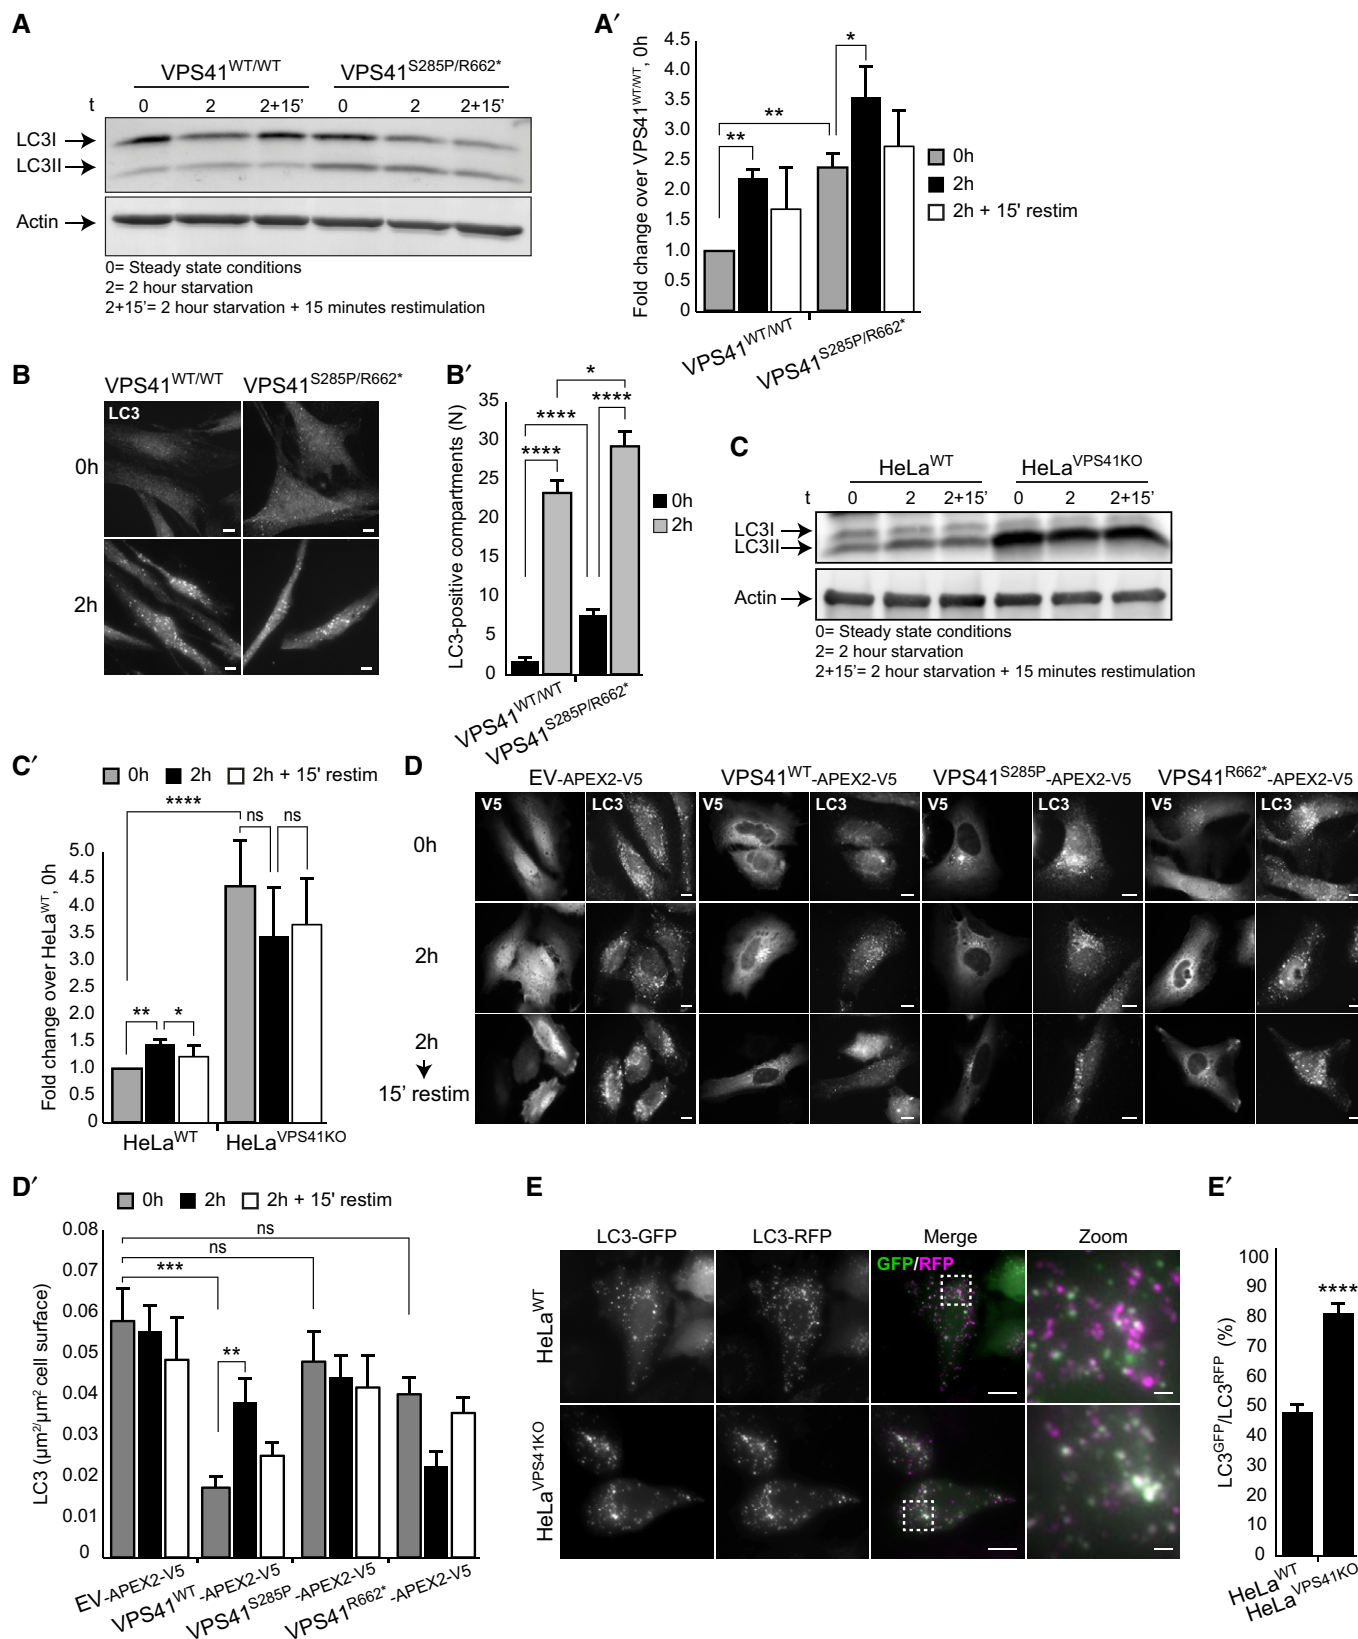 A
VPS41WT/WT VPS41S285P/R662*
t 0 2 2+15' 0 2 2+15'
LC3I
LC3II
Actin
0= Steady state conditions
2= 2 hour starvation
2+15'= 2 hour starvation + 15 minutes restimulation
A′
Fold change over VPS41WT/WT, 0h
4.5
4.0
3.5
3.0
2.5
2.0
1.5
1.0
0.5
0
** ** *
0h
2h
2h + 15' restim
VPS41WT/WT
VPS41S285P/R662*
B
VPS41WT/WT VPS41S285P/R662*
LC3
0h
2h
B′
LC3-positive compartments (N)
35
30
25
20
15
10
5
0
*
**** ****
****
0h
2h
VPS41WT/WT
VPS41S285P/R662*
C
HeLaWT HeLaVPS41KO
t 0 2 2+15' 0 2 2+15'
LC3I
LC3II
Actin
0= Steady state conditions
2= 2 hour starvation
2+15'= 2 hour starvation + 15 minutes restimulation
C′
0h 2h 2h + 15' restim
Fold change over HeLaWT, 0h
5.0
4.5
4.0
3.5
3.0
2.5
2.0
1.5
1.0
0.5
0
****
ns ns
** *
HeLaWT HeLaVPS41KO
D
EV-APEX2-V5 VPS41WT-APEX2-V5 VPS41S285P-APEX2-V5 VPS41R662*-APEX2-V5
V5 LC3 V5 LC3 V5 LC3 V5 LC3
0h
2h
2h
15' restim
D′
0h 2h 2h + 15' restim
LC3 (µm²/µm² cell surface)
0.08
0.07
0.06
0.05
0.04
0.03
0.02
0.01
0
ns
ns
***
**
EV-APEX2-V5
VPS41WT-APEX2-V5
VPS41S285P-APEX2-V5
VPS41R662*-APEX2-V5
E
LC3-GFP LC3-RFP Merge Zoom
GFP/RFP
HeLaWT
HeLaVPS41KO
E′
LC3GFP/LC3RFP (%)
100
90
80
70
60
50
40
30
20
10
0
****
HeLaWT
HeLaVPS41KO